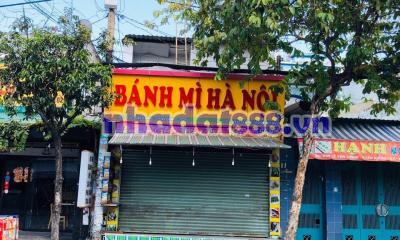 BÁNH MÌ HÀ NỘI
nhadat888.vn
HẠNH